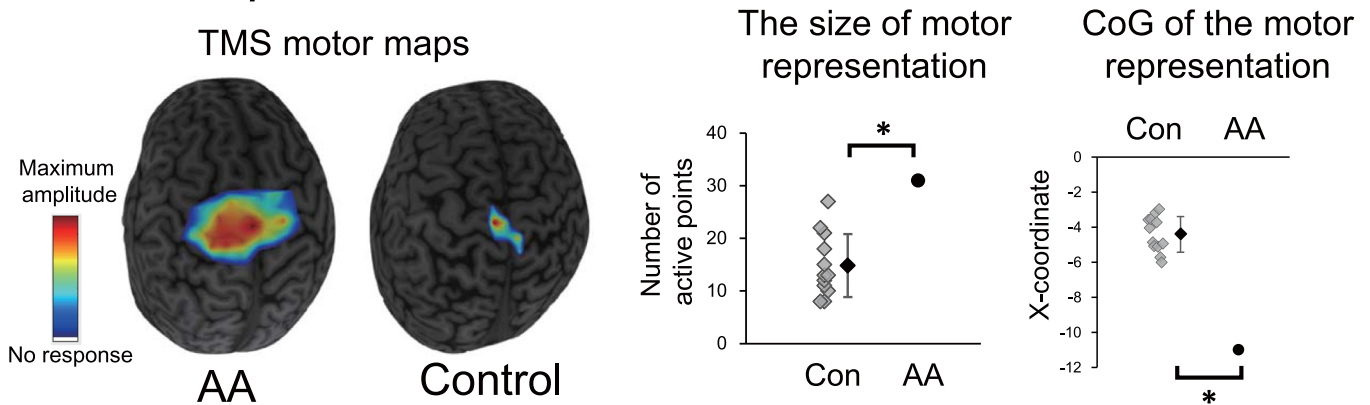 TMS motor maps
Maximum
amplitude
No response
AA
Control
The size of motor
representation
Number of
active points
40
30
20
10
0
*
Con AA
CoG of the motor
representation
Con AA
X-coordinate
0
-2
-4
-6
-8
-10
-12
*